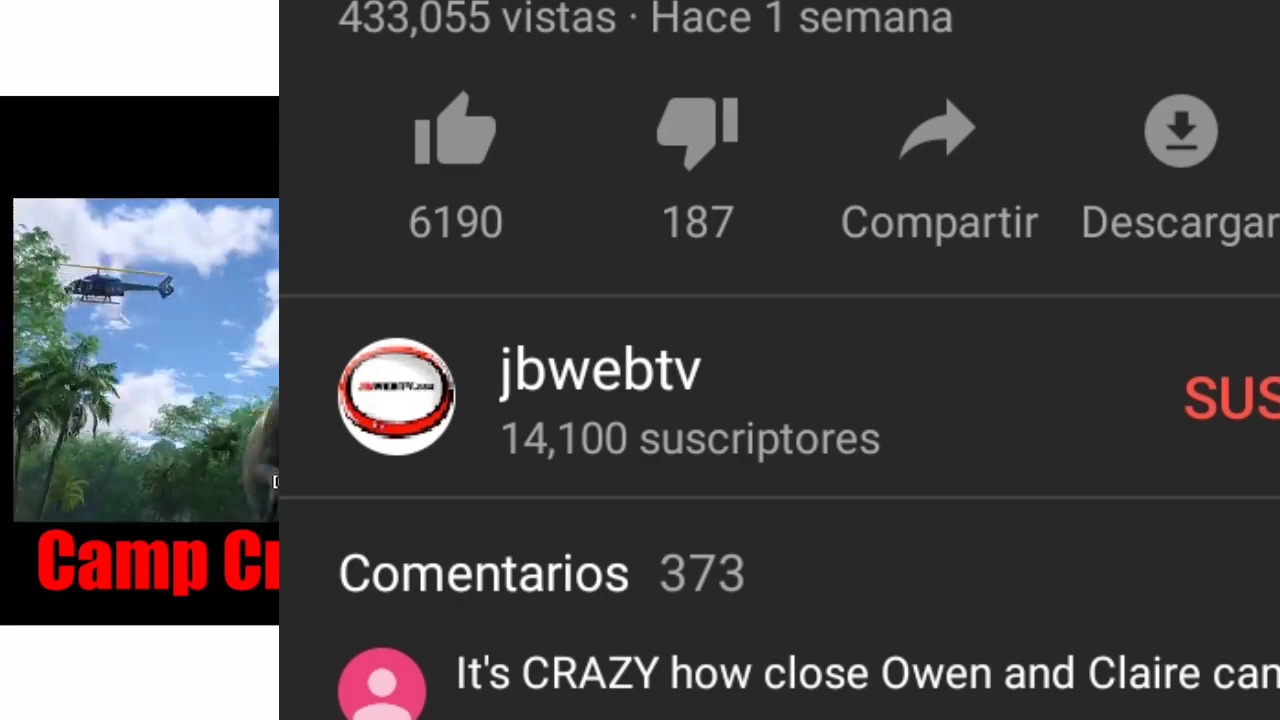 433,055 vistas · Hace 1 semana
6190
187
Compartir
Descargar
jbwebtv
SUS
14,100 suscriptores
Camp Cr
Comentarios 373
It's CRAZY how close Owen and Claire can